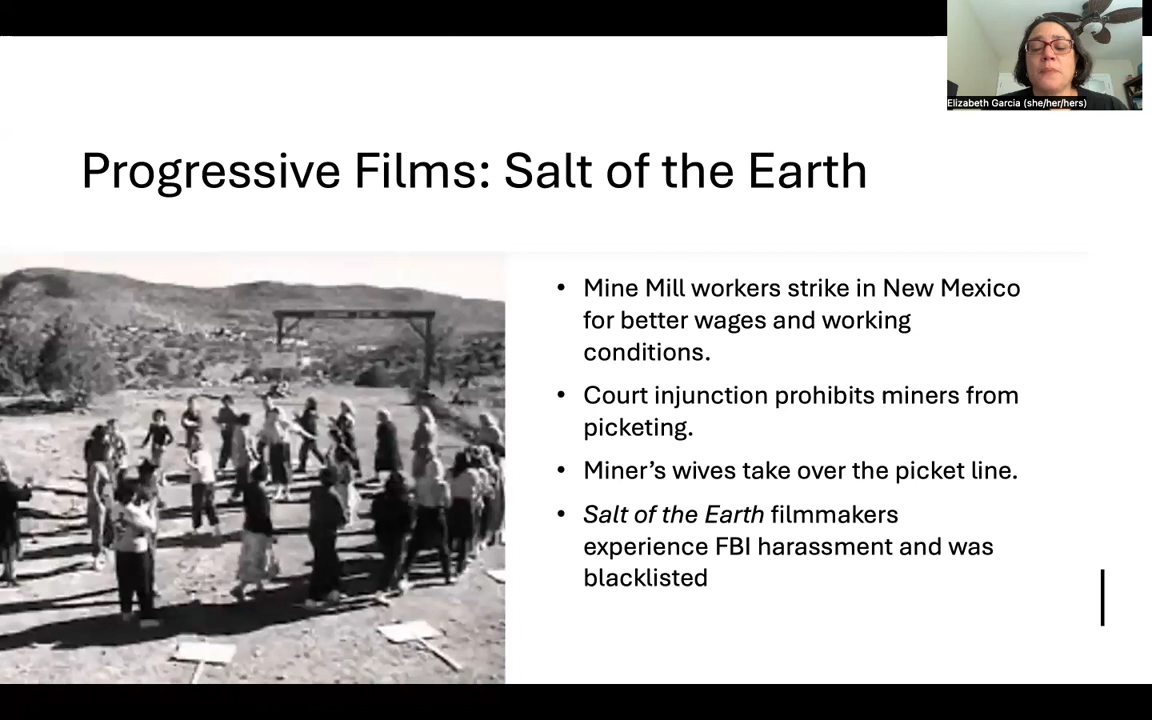 Elizabeth Garcia (she/her/hers)
Progressive Films: Salt of the Earth
• Mine Mill workers strike in New Mexico
for better wages and working
conditions.
• Court injunction prohibits miners from
picketing.
• Miner’s wives take over the picket line.
• Salt of the Earth filmmakers
experience FBI harassment and was
blacklisted